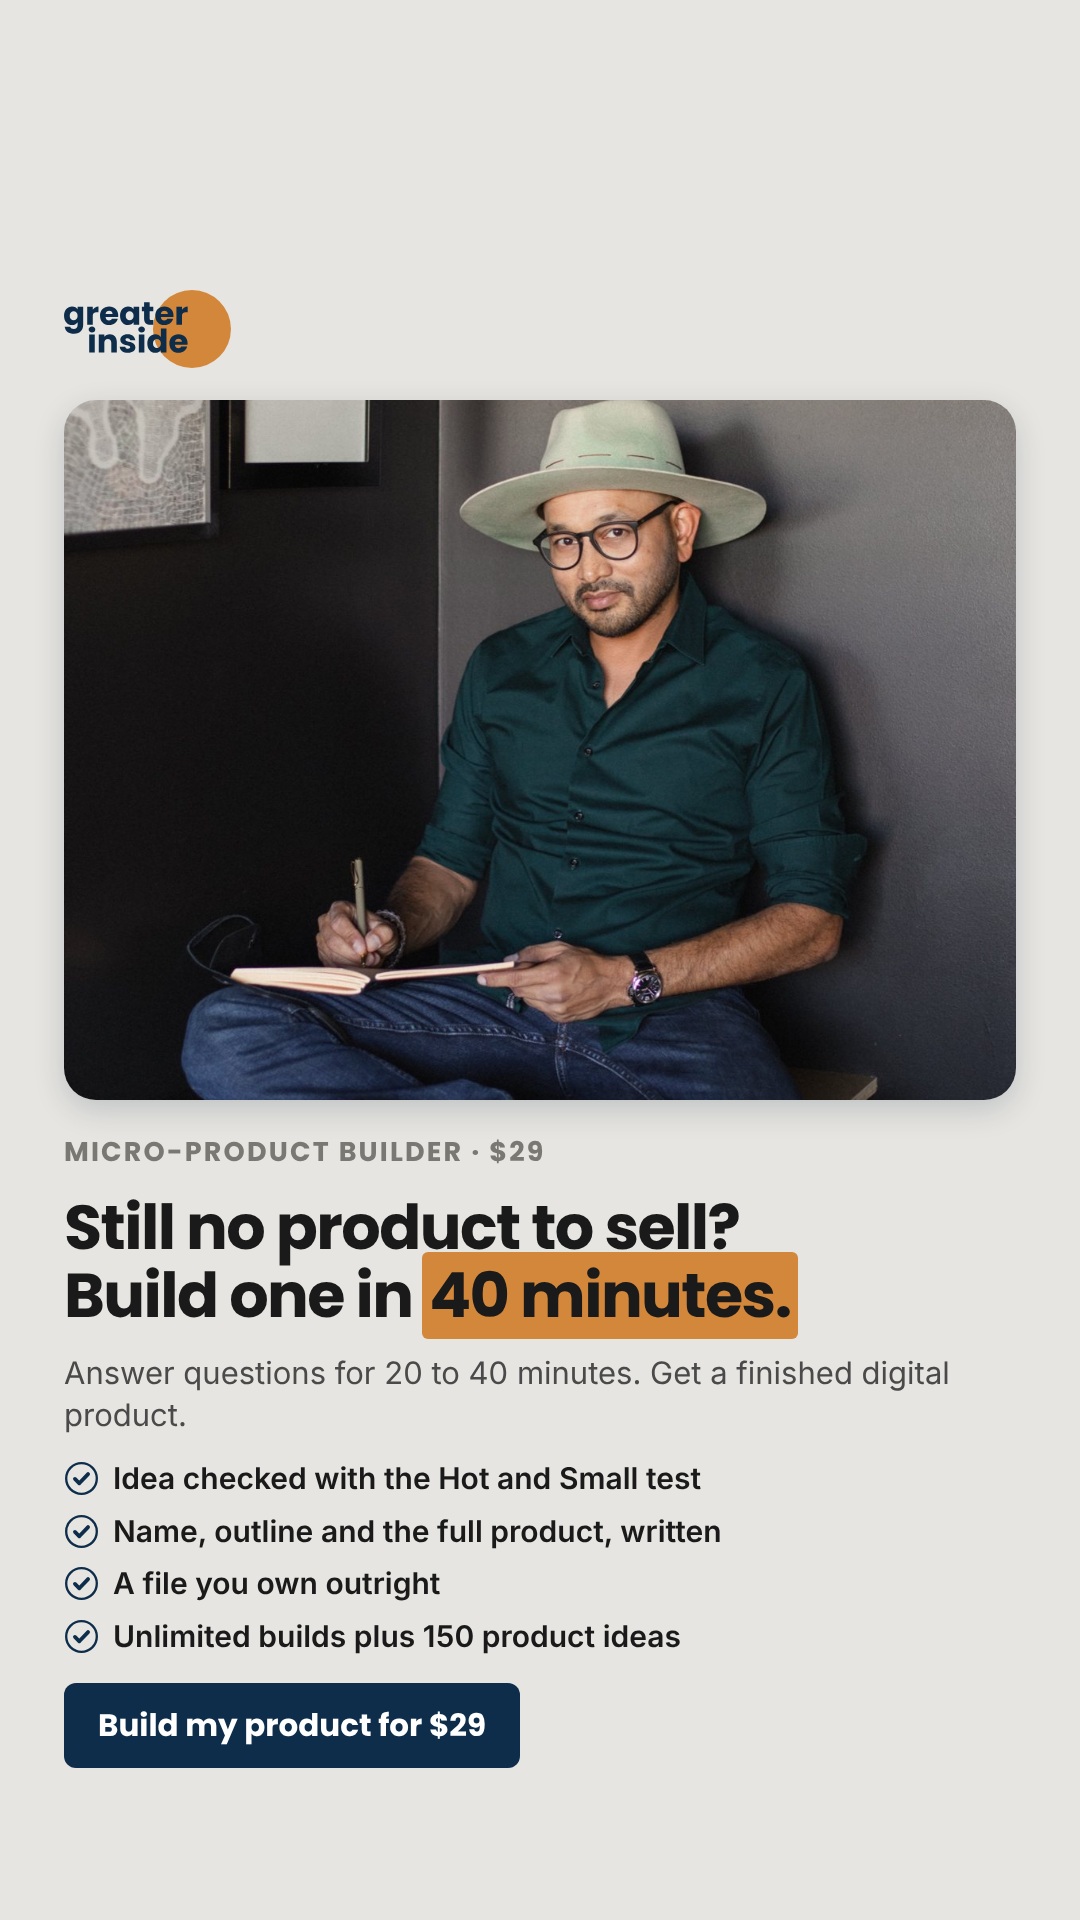 greater
inside
MICRO-PRODUCT BUILDER · $29
Still no product to sell?
Build one in 40 minutes.
Answer questions for 20 to 40 minutes. Get a finished digital
product.
Idea checked with the Hot and Small test
Name, outline and the full product, written
A file you own outright
Unlimited builds plus 150 product ideas
Build my product for $29